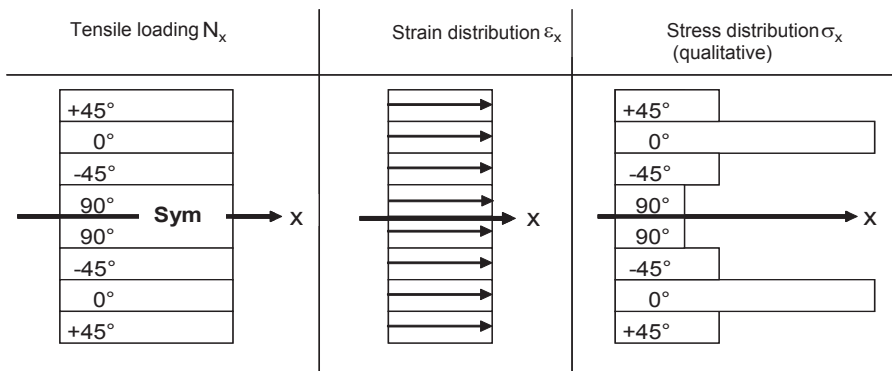 Tensile loading Nx
Strain distribution εx
Stress distribution σx
(qualitative)
+45°
0°
-45°
90°
Sym
x
90°
-45°
0°
+45°
x
+45°
0°
-45°
90°
x
90°
-45°
0°
+45°